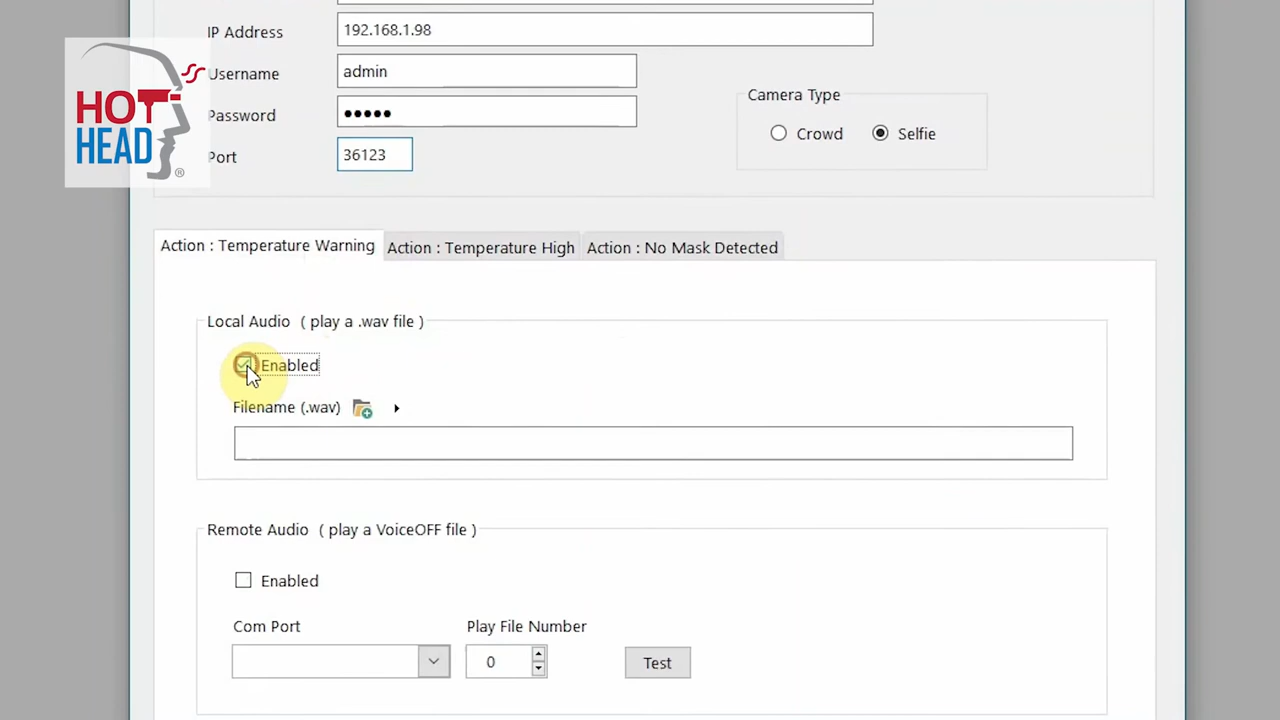 IP Address 192.168.1.98
HOT
HEAD
®
Username admin
Password ●●●●●
Port 36123
Camera Type
Crowd Selfie
Action : Temperature Warning Action : Temperature High Action : No Mask Detected
Local Audio ( play a .wav file )
Enabled
Filename (.wav)
Remote Audio ( play a VoiceOFF file )
Enabled
Com Port Play File Number
0 Test